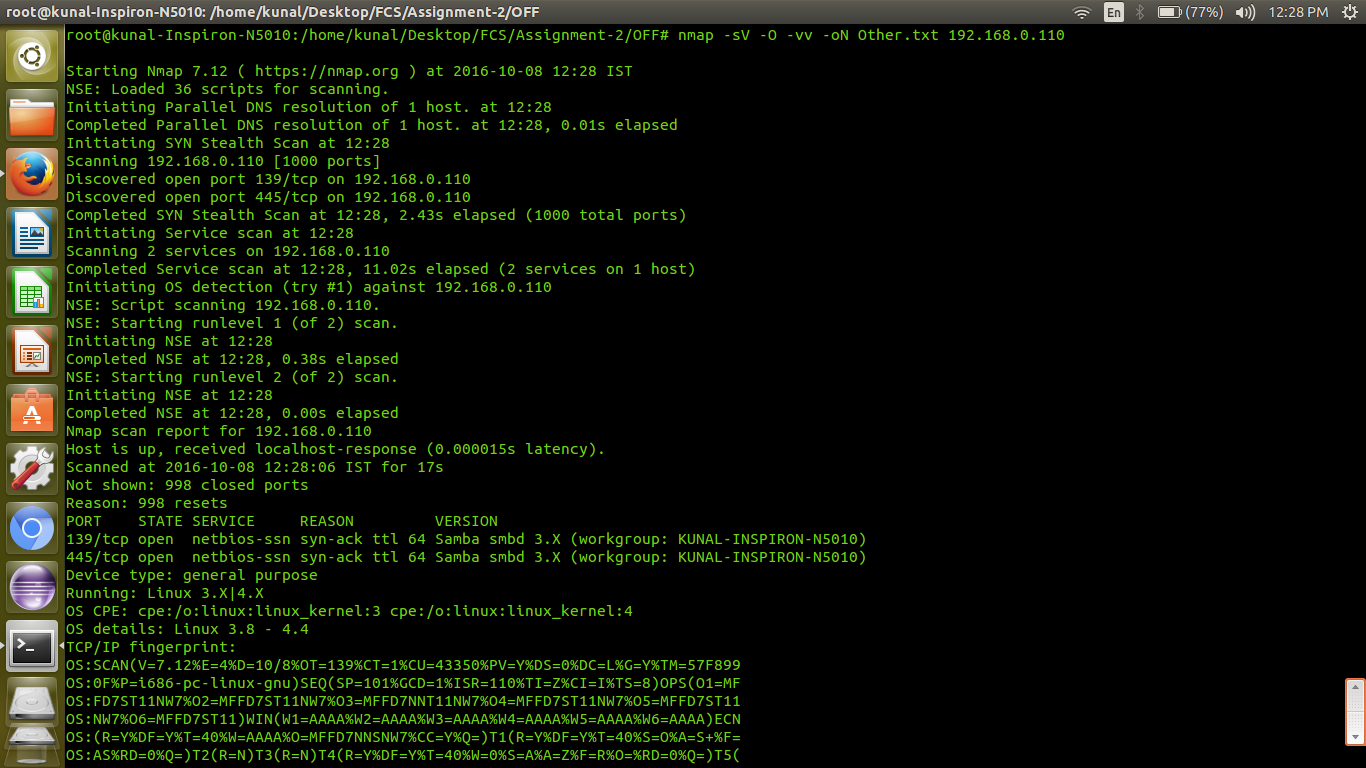 root@kunal-Inspiron-N5010: /home/kunal/Desktop/FCS/Assignment-2/OFF
En (77%) 12:28 PM
root@kunal-Inspiron-N5010:/home/kunal/Desktop/FCS/Assignment-2/OFF# nmap -sV -O -vv -oN Other.txt 192.168.0.110
Starting Nmap 7.12 ( https://nmap.org ) at 2016-10-08 12:28 IST
NSE: Loaded 36 scripts for scanning.
Initiating Parallel DNS resolution of 1 host. at 12:28
Completed Parallel DNS resolution of 1 host. at 12:28, 0.01s elapsed
Initiating SYN Stealth Scan at 12:28
Scanning 192.168.0.110 [1000 ports]
Discovered open port 139/tcp on 192.168.0.110
Discovered open port 445/tcp on 192.168.0.110
Completed SYN Stealth Scan at 12:28, 2.43s elapsed (1000 total ports)
Initiating Service scan at 12:28
Scanning 2 services on 192.168.0.110
Completed Service scan at 12:28, 11.02s elapsed (2 services on 1 host)
Initiating OS detection (try #1) against 192.168.0.110
NSE: Script scanning 192.168.0.110.
NSE: Starting runlevel 1 (of 2) scan.
Initiating NSE at 12:28
Completed NSE at 12:28, 0.38s elapsed
NSE: Starting runlevel 2 (of 2) scan.
Initiating NSE at 12:28
Completed NSE at 12:28, 0.00s elapsed
Nmap scan report for 192.168.0.110
Host is up, received localhost-response (0.000015s latency).
Scanned at 2016-10-08 12:28:06 IST for 17s
Not shown: 998 closed ports
Reason: 998 resets
PORT    STATE SERVICE     REASON         VERSION
139/tcp open  netbios-ssn syn-ack ttl 64 Samba smbd 3.X (workgroup: KUNAL-INSPIRON-N5010)
445/tcp open  netbios-ssn syn-ack ttl 64 Samba smbd 3.X (workgroup: KUNAL-INSPIRON-N5010)
Device type: general purpose
Running: Linux 3.X|4.X
OS CPE: cpe:/o:linux:linux_kernel:3 cpe:/o:linux:linux_kernel:4
OS details: Linux 3.8 - 4.4
TCP/IP fingerprint:
OS:SCAN(V=7.12%E=4%D=10/8%OT=139%CT=1%CU=43350%PV=Y%DS=0%DC=L%G=Y%TM=57F899
OS:0F%P=i686-pc-linux-gnu)SEQ(SP=101%GCD=1%ISR=110%TI=Z%CI=I%TS=8)OPS(O1=MF
OS:FD7ST11NW7%O2=MFFD7ST11NW7%O3=MFFD7NNT11NW7%O4=MFFD7ST11NW7%O5=MFFD7ST11
OS:NW7%O6=MFFD7ST11)WIN(W1=AAAA%W2=AAAA%W3=AAAA%W4=AAAA%W5=AAAA%W6=AAAA)ECN
OS:(R=Y%DF=Y%T=40%W=AAAA%O=MFFD7NNSNW7%CC=Y%Q=)T1(R=Y%DF=Y%T=40%S=O%A=S+%F=
OS:AS%RD=0%Q=)T2(R=N)T3(R=N)T4(R=Y%DF=Y%T=40%W=0%S=A%A=Z%F=R%O=%RD=0%Q=)T5(